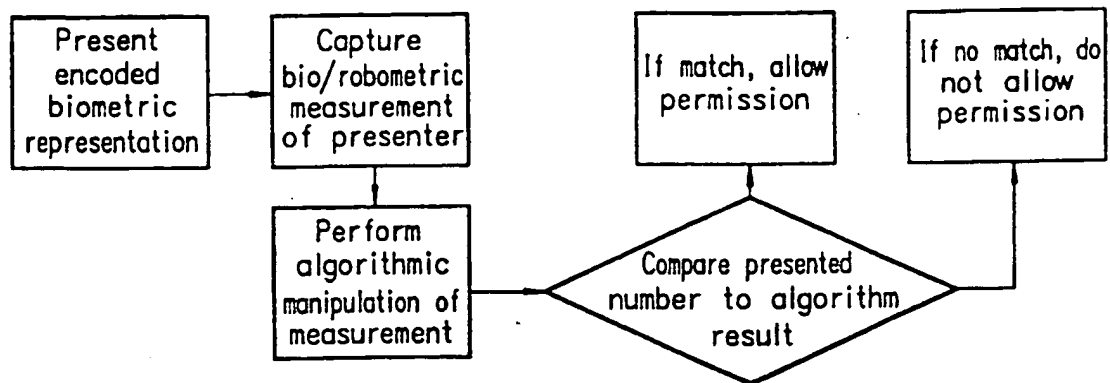 Present
encoded
biometric
representation
Capture
bio/robometric
measurement
of presenter
Perform
algorithmic
manipulation of
measurement
Compare presented
number to algorithm
result
If match, allow
permission
If no match, do
not allow
permission